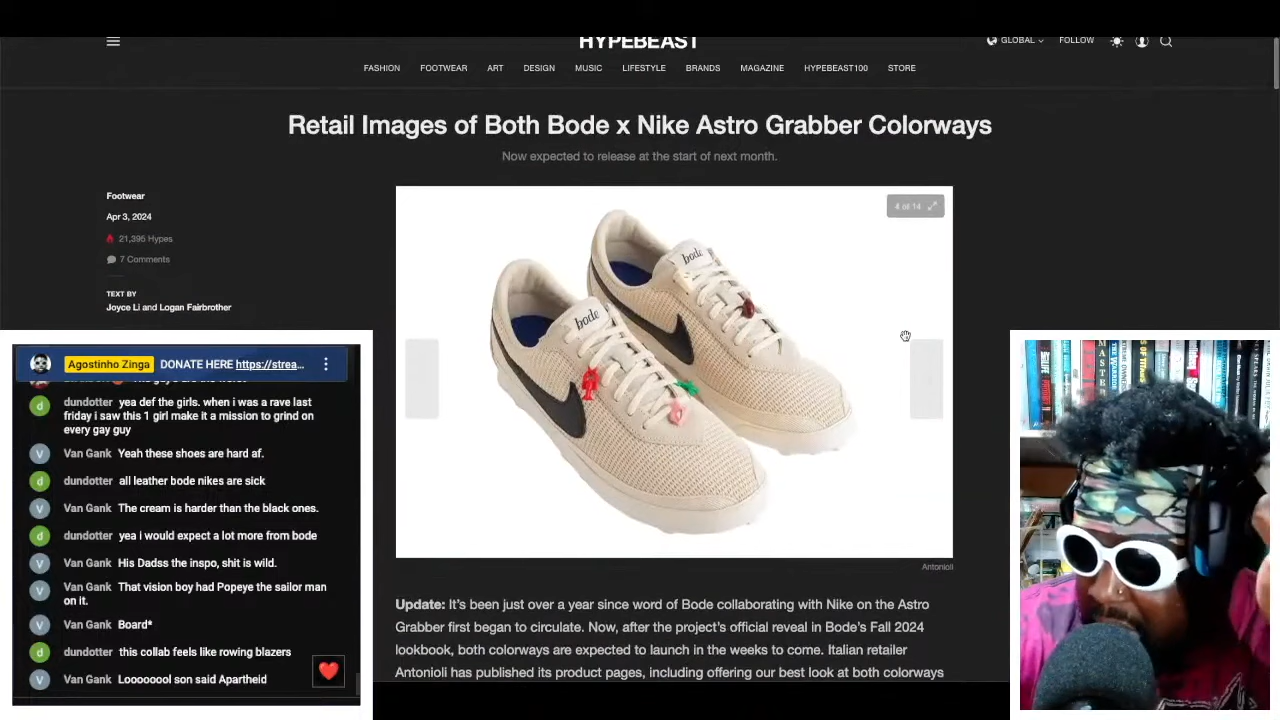 HYPEBEAST
GLOBAL
FOLLOW
FASHION FOOTWEAR ART DESIGN MUSIC LIFESTYLE BRANDS MAGAZINE HYPEBEAST100 STORE
Retail Images of Both Bode x Nike Astro Grabber Colorways
Now expected to release at the start of next month.
Footwear
Apr 3, 2024
21,395 Hypes
7 Comments
TEXT BY
Joyce Li and Logan Fairbrother
4 of 14
bode
bode
Antonioli
Update: It's been just over a year since word of Bode collaborating with Nike on the Astro
Grabber first began to circulate. Now, after the project's official reveal in Bode's Fall 2024
lookbook, both colorways are expected to launch in the weeks to come. Italian retailer
Antonioli has published its product pages, including offering our best look at both colorways
Agostinho Zinga DONATE HERE https://strea...
dundotter yea def the girls. when i was a rave last
friday i saw this 1 girl make it a mission to grind on
every gay guy
Van Gank Yeah these shoes are hard af.
dundotter all leather bode nikes are sick
Van Gank The cream is harder than the black ones.
dundotter yea i would expect a lot more from bode
Van Gank His Dadss the inspo, shit is wild.
Van Gank That vision boy had Popeye the sailor man
on it.
Van Gank Board*
dundotter this collab feels like rowing blazers
Van Gank Loooooool son said Apartheid